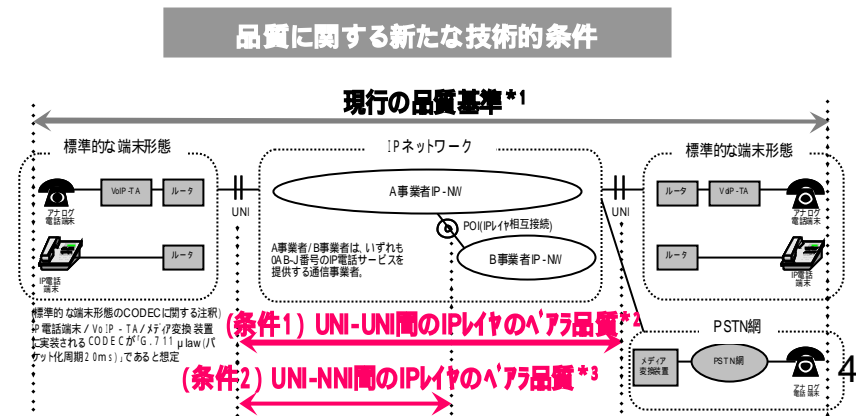 品質に関する新たな技術的条件
現行の品質基準*1
標準的な端末形態
IPネットワーク
標準的な端末形態
VoIP-TA
ルータ
アナログ
電話端末
ルータ
IP電話
端末
UNI
A事業者IP-NW
POI(IPレイヤ相互接続)
B事業者IP-NW
A事業者/B事業者は、いずれも
0AB-J番号のIP電話サービスを
提供する通信事業者。
UNI
ルータ
VoIP-TA
アナログ
電話端末
ルータ
IP電話
端末
(標準的な端末形態のCODECに関する注釈)
IP電話端末/VoIP-TA/メディア変換装置
に実装されるCODECが「G.711 μlaw(パ
ケット化周期20ms)」であると想定
(条件1) UNI-UNI間のIPレイヤのベアラ品質*2
(条件2) UNI-NNI間のIPレイヤのベアラ品質*3
PSTN網
メディア
変換装置
PSTN網
アナログ
電話端末
4